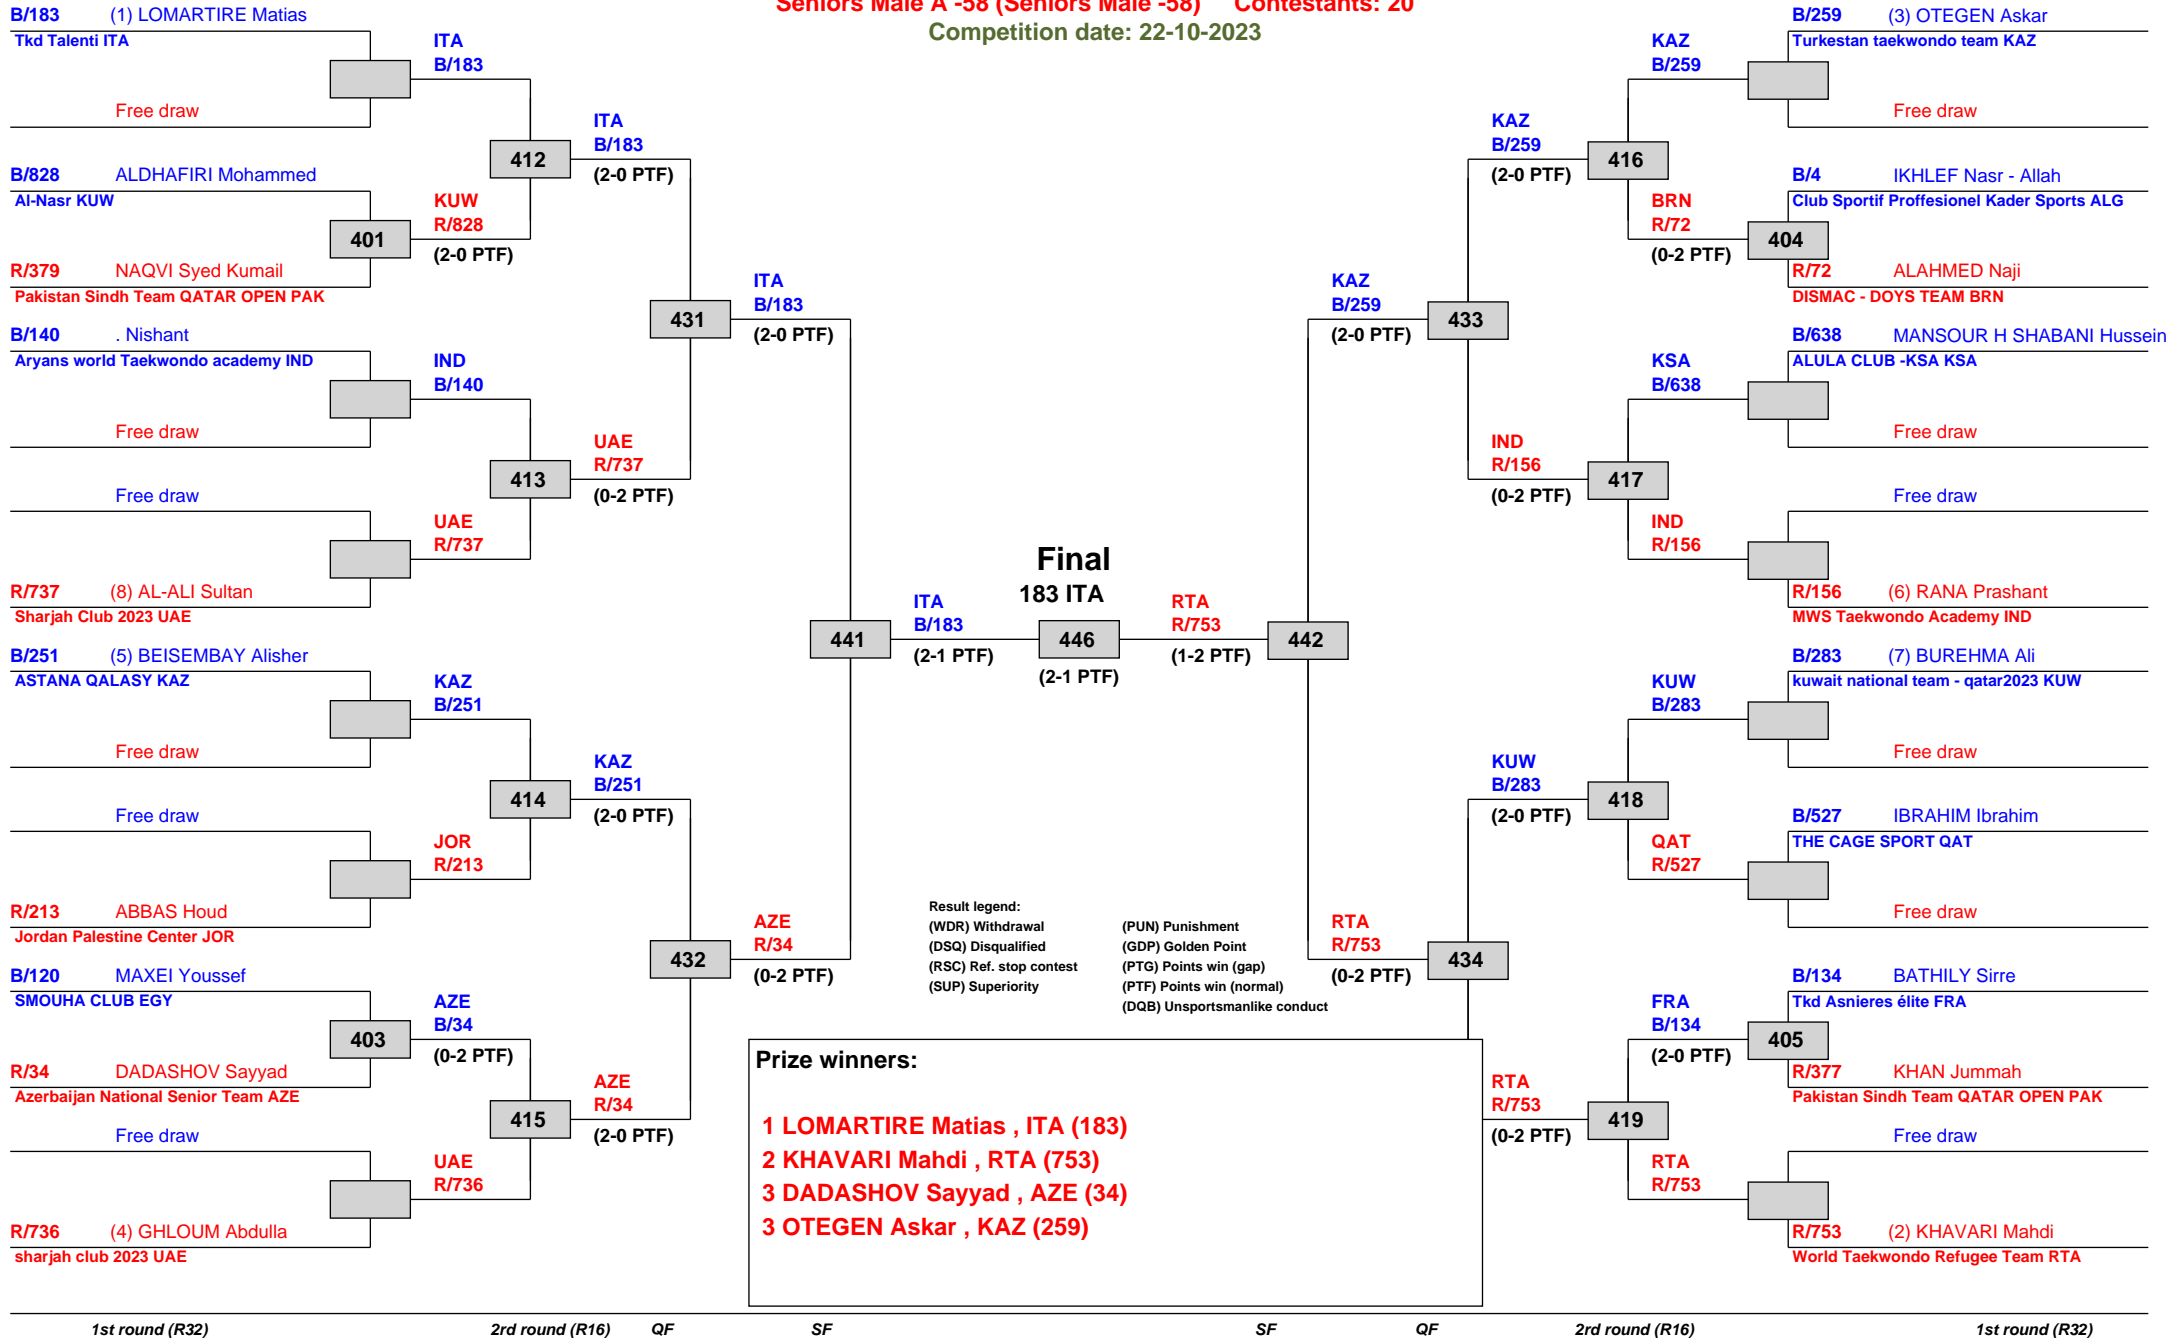 Seniors Male A -58 (Seniors Male -58) Contestants: 20
Competition date: 22-10-2023
B/183 (1) LOMARTIRE Matias
Tkd Talenti ITA
Free draw
B/828 ALDHAFIRI Mohammed
Al-Nasr KUW
401
R/379 NAQVI Syed Kumail
Pakistan Sindh Team QATAR OPEN PAK
B/140 . Nishant
Aryans world Taekwondo academy IND
Free draw
Free draw
R/737 (8) AL-ALI Sultan
Sharjah Club 2023 UAE
B/251 (5) BEISEMBAY Alisher
ASTANA QALASY KAZ
Free draw
Free draw
R/213 ABBAS Houd
Jordan Palestine Center JOR
B/120 MAXEI Youssef
SMOUHA CLUB EGY
403
R/34 DADASHOV Sayyad
Azerbaijan National Senior Team AZE
Free draw
R/736 (4) GHLOUM Abdulla
sharjah club 2023 UAE
ITA
B/183
412
KUW
R/828
(2-0 PTF)
IND
B/140
413
UAE
R/737
KAZ
B/251
414
JOR
R/213
AZE
B/34
(0-2 PTF)
415
UAE
R/736
ITA
B/183
(2-0 PTF)
431
UAE
R/737
(0-2 PTF)
KAZ
B/251
(2-0 PTF)
432
AZE
R/34
(2-0 PTF)
ITA
B/183
(2-0 PTF)
441
AZE
R/34
(0-2 PTF)
ITA
B/183
(2-1 PTF)
Final
183 ITA
446
(2-1 PTF)
RTA
R/753
(1-2 PTF)
442
KAZ
B/259
(2-0 PTF)
433
RTA
R/753
(0-2 PTF)
434
KAZ
B/259
(2-0 PTF)
416
IND
R/156
(0-2 PTF)
417
KUW
B/283
(2-0 PTF)
418
RTA
R/753
(0-2 PTF)
419
KAZ
B/259
BRN
R/72
(0-2 PTF)
404
KSA
B/638
IND
R/156
KUW
B/283
QAT
R/527
FRA
B/134
(2-0 PTF)
405
RTA
R/753
B/259 (3) OTEGEN Askar
Turkestan taekwondo team KAZ
Free draw
B/4 IKHLEF Nasr - Allah
Club Sportif Proffesionel Kader Sports ALG
R/72 ALAHMED Naji
DISMAC - DOYS TEAM BRN
B/638 MANSOUR H SHABANI Hussein
ALULA CLUB -KSA KSA
Free draw
Free draw
R/156 (6) RANA Prashant
MWS Taekwondo Academy IND
B/283 (7) BUREHMA Ali
kuwait national team - qatar2023 KUW
Free draw
B/527 IBRAHIM Ibrahim
THE CAGE SPORT QAT
Free draw
B/134 BATHILY Sirre
Tkd Asnieres élite FRA
R/377 KHAN Jummah
Pakistan Sindh Team QATAR OPEN PAK
Free draw
R/753 (2) KHAVARI Mahdi
World Taekwondo Refugee Team RTA
Result legend:
(WDR) Withdrawal
(DSQ) Disqualified
(RSC) Ref. stop contest
(SUP) Superiority
(PUN) Punishment
(GDP) Golden Point
(PTG) Points win (gap)
(PTF) Points win (normal)
(DQB) Unsportsmanlike conduct
Prize winners:
1 LOMARTIRE Matias , ITA (183)
2 KHAVARI Mahdi , RTA (753)
3 DADASHOV Sayyad , AZE (34)
3 OTEGEN Askar , KAZ (259)
1st round (R32) 2rd round (R16) QF SF SF QF 2rd round (R16) 1st round (R32)